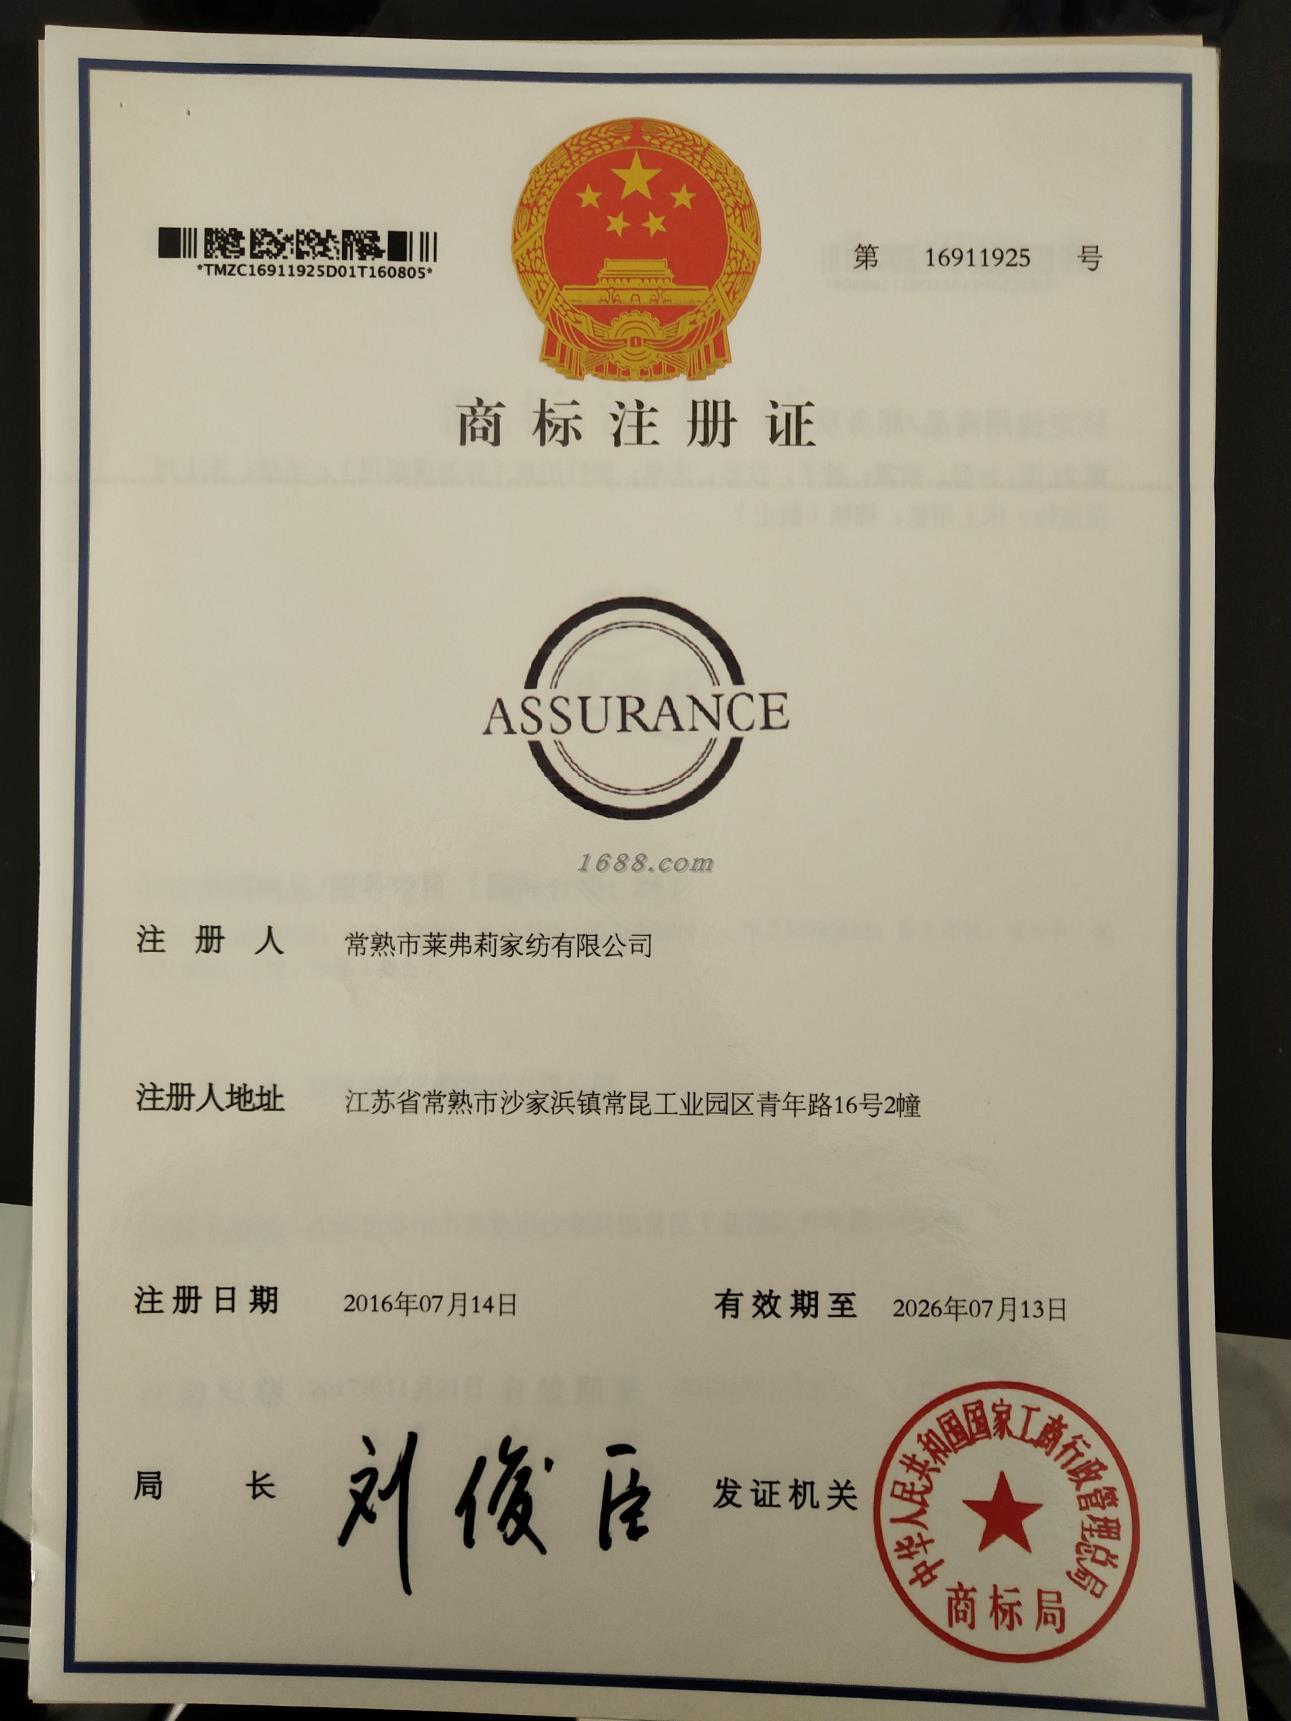 *TMZC16911925D01T160805*
第 16911925 号
商标注册证
ASSURANCE
1688.com
注册人 常熟市莱弗莉家纺有限公司
注册人地址 江苏省常熟市沙家浜镇常昆工业园区青年路16号2幢
注册日期 2016年07月14日 有效期至 2026年07月13日
局长 刘俊臣 发证机关
中华人民共和国国家工商行政管理总局
商标局